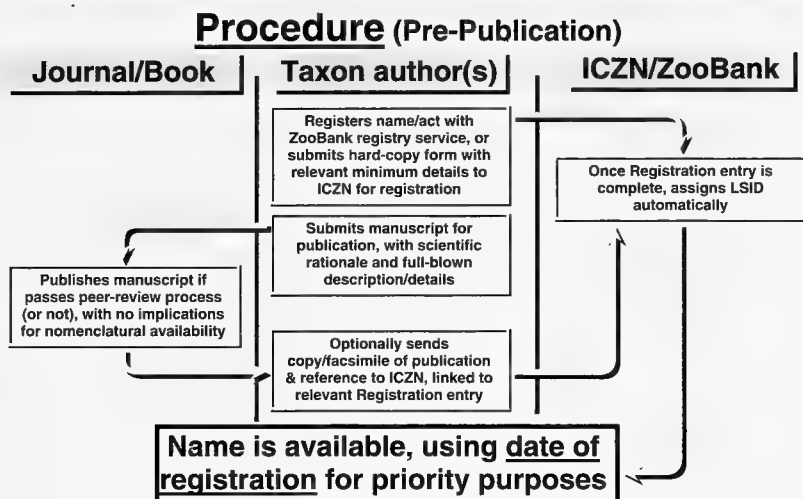 Procedure (Pre-Publication)
Journal/Book
Taxon author(s)
ICZN/ZooBank
Registers name/act with
ZooBank registry service, or
submits hard-copy form with
relevant minimum details to
ICZN for registration
Once Registration entry is
complete, assigns LSID
automatically
Submits manuscript for
publication, with scientific
rationale and full-blown
description/details
Publishes manuscript if
passes peer-review process
(or not), with no implications
for nomenclatural availability
Optionally sends
copy/facsimile of publication
& reference to ICZN, linked to
relevant Registration entry
Name is available, using date of
registration for priority purposes